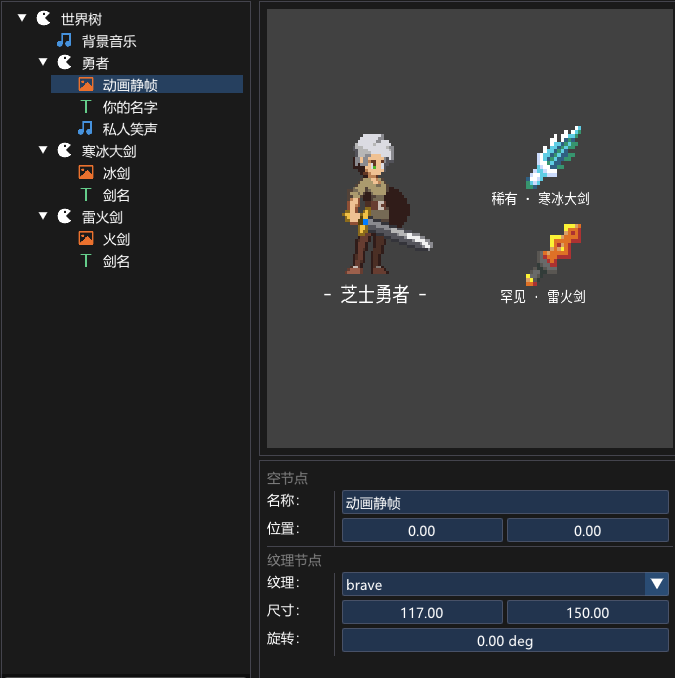 世界树
背景音乐
勇者
动画静帧
你的名字
私人笑声
寒冰大剑
冰剑
剑名
雷火剑
火剑
剑名
稀有 · 寒冰大剑
- 芝士勇者 -
罕见 · 雷火剑
空节点
名称: 动画静帧
位置: 0.00 0.00
纹理节点
纹理: brave
尺寸: 117.00 150.00
旋转: 0.00 deg